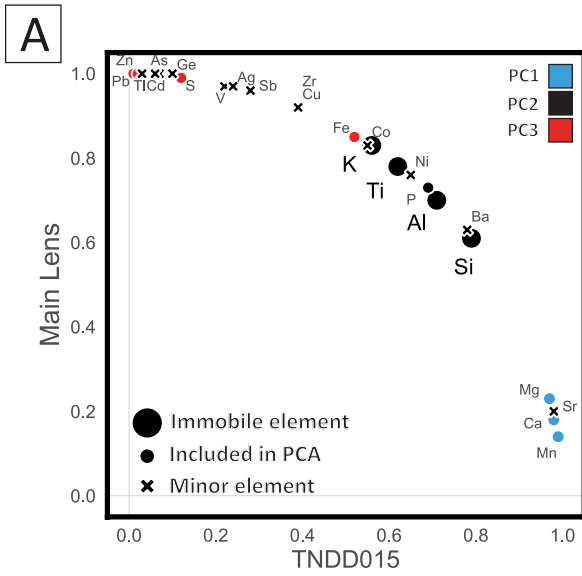 A
Zn As Ge
Pb Tl Cd S
V Ag Sb
Zr
Cu
Fe Co
K Ni
Ti
P
Al Ba
Si
Mg
Sr
Ca
Mn
PC1
PC2
PC3
Immobile element
Included in PCA
Minor element
1.0
0.8
0.6
0.4
0.2
0.0
Main Lens
0.0 0.2 0.4 0.6 0.8 1.0
TNDD015